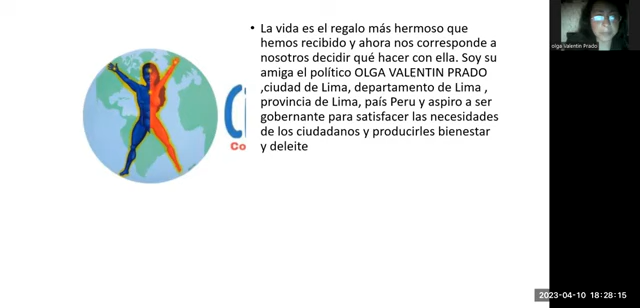 • La vida es el regalo más hermoso que
hemos recibido y ahora nos corresponde a
nosotros decidir qué hacer con ella. Soy su
amiga el político OLGA VALENTIN PRADO
,ciudad de Lima, departamento de Lima ,
provincia de Lima, país Peru y aspiro a ser
gobernante para satisfacer las necesidades
de los ciudadanos y producirles bienestar
y deleite
Ci
Co
olga Valentin Prado
2023-04-10 18:28:15